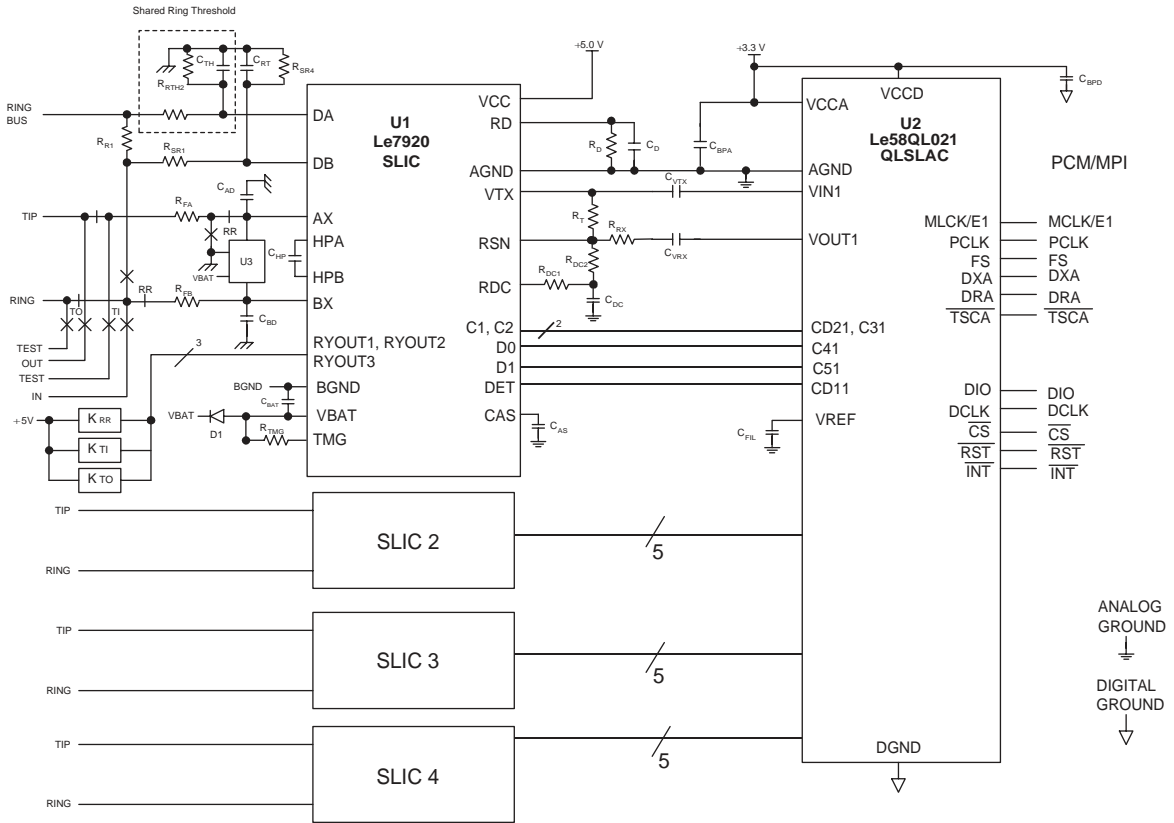 Shared Ring Threshold
C_TH
C_RT
R_SR4
R_RTH2
RING
BUS
R_R1
R_SR1
C_AD
TIP
R_FA
RR
C_HP
U3
VBAT
RING
TO
TI
RR
R_FB
C_BD
TEST
OUT
TEST
IN
3
+5V
K RR
K TI
K TO
BGND
C_BAT
VBAT
D1
R_TMG
U1
Le7920
SLIC
DA
DB
AX
HPA
HPB
BX
RYOUT1, RYOUT2
RYOUT3
BGND
VBAT
TMG
VCC
RD
AGND
VTX
RSN
RDC
C1, C2
D0
D1
DET
CAS
+5.0 V
R_D
C_D
C_BPA
C_VTX
R_T
R_RX
C_VRX
R_DC2
R_DC1
C_DC
2
C_AS
C_FIL
+3.3 V
C_BPD
VCCD
VCCA
U2
Le58QL021
QLSLAC
AGND
VIN1
VOUT1
CD21, C31
C41
C51
CD11
VREF
PCM/MPI
MLCK/E1 MCLK/E1
PCLK PCLK
FS FS
DXA DXA
DRA DRA
TSCA TSCA
DIO DIO
DCLK DCLK
CS CS
RST RST
INT INT
DGND
TIP
RING
SLIC 2
5
TIP
RING
SLIC 3
5
TIP
RING
SLIC 4
5
ANALOG
GROUND
DIGITAL
GROUND